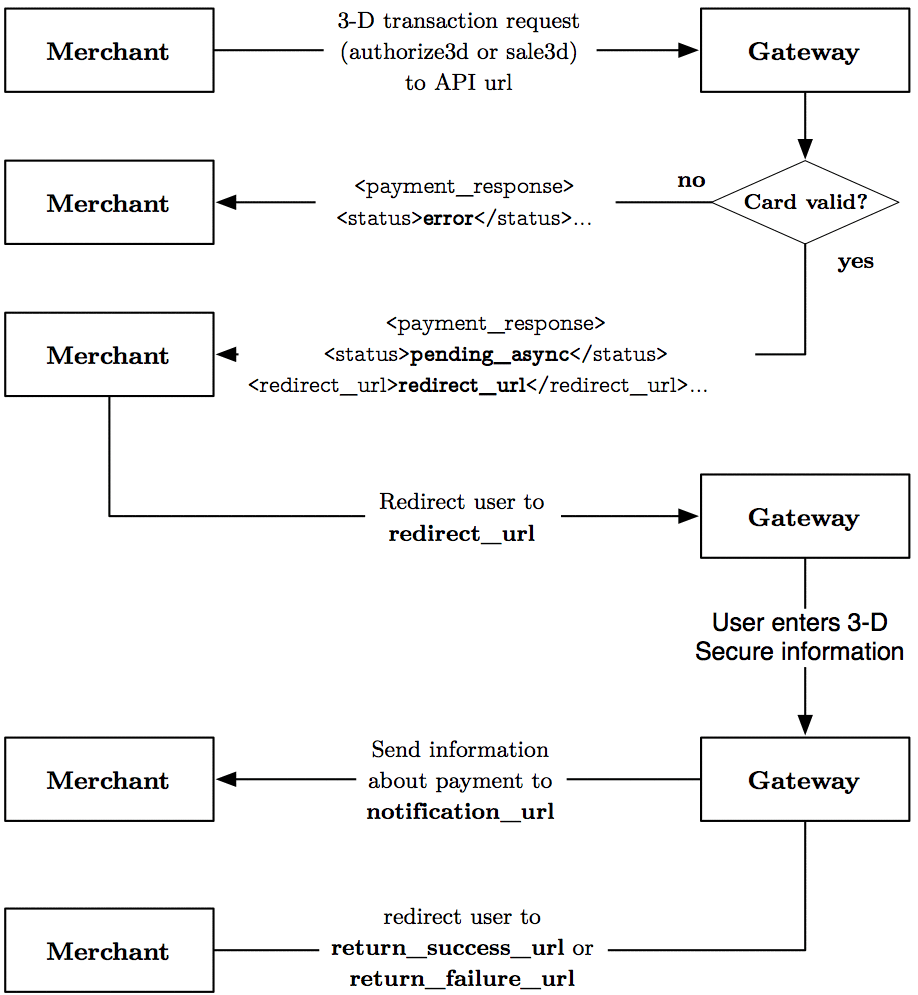 Merchant
3-D transaction request
(authorize3d or sale3d)
to API url
Gateway
Merchant
<payment_response>
<status>error</status>...
no
Card valid?
yes
Merchant
<payment_response>
<status>pending_async</status>
<redirect_url>redirect_url</redirect_url>...
Redirect user to
redirect_url
Gateway
User enters 3-D
Secure information
Merchant
Send information
about payment to
notification_url
Gateway
Merchant
redirect user to
return_success_url or
return_failure_url